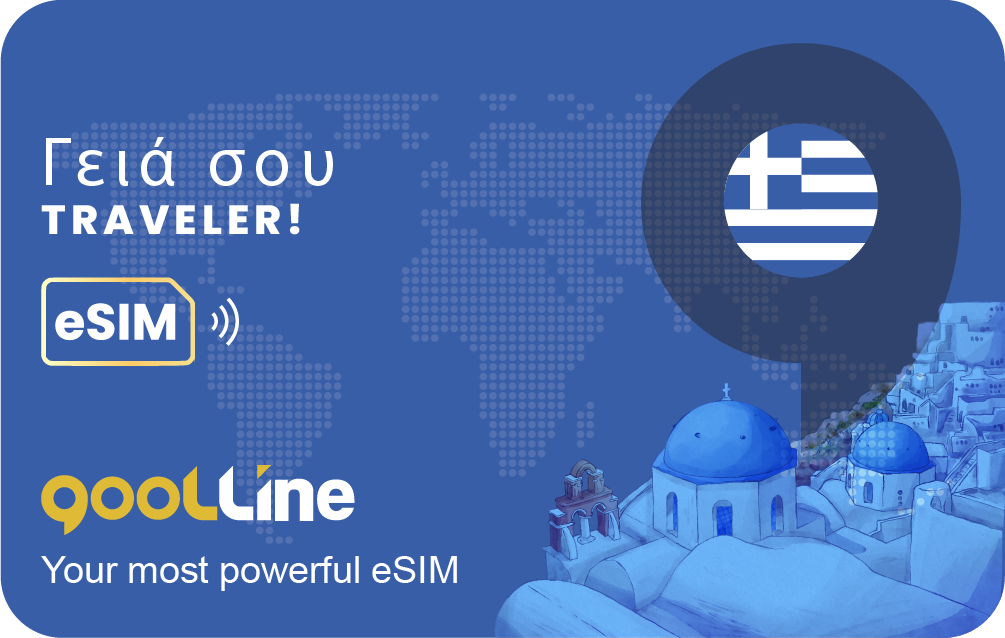 Γειά σου
TRAVELER!
eSIM
goolLine
Your most powerful eSIM